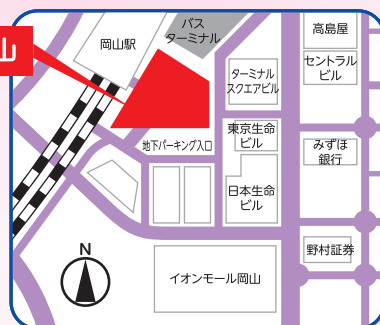 山
岡山駅
バス
ターミナル
高島屋
セントラル
ビル
ターミナル
スクエアビル
東京生命
ビル
みずほ
銀行
地下パーキング入口
日本生命
ビル
野村証券
N
イオンモール岡山